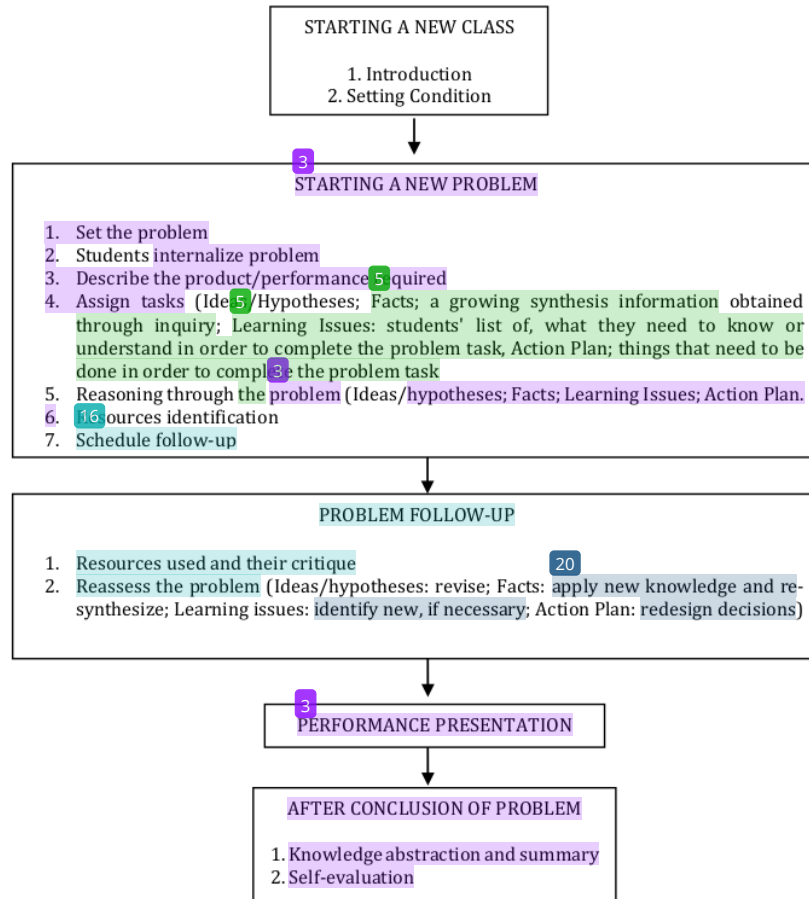 STARTING A NEW CLASS
1. Introduction
2. Setting Condition
3
STARTING A NEW PROBLEM
1. Set the problem
2. Students internalize problem
3. Describe the product/performance 5 equired
4. Assign tasks (Ide 5 /Hypotheses; Facts; a growing synthesis information obtained
through inquiry; Learning Issues: students' list of, what they need to know or
understand in order to complete the problem task, Action Plan; things that need to be
done in order to complete the problem task
3
5. Reasoning through the problem (Ideas/hypotheses; Facts; Learning Issues; Action Plan.
6. 16 ources identification
7. Schedule follow-up
PROBLEM FOLLOW-UP
1. Resources used and their critique
20
2. Reassess the problem (Ideas/hypotheses: revise; Facts: apply new knowledge and re-
synthesize; Learning issues: identify new, if necessary; Action Plan: redesign decisions)
3
PERFORMANCE PRESENTATION
AFTER CONCLUSION OF PROBLEM
1. Knowledge abstraction and summary
2. Self-evaluation